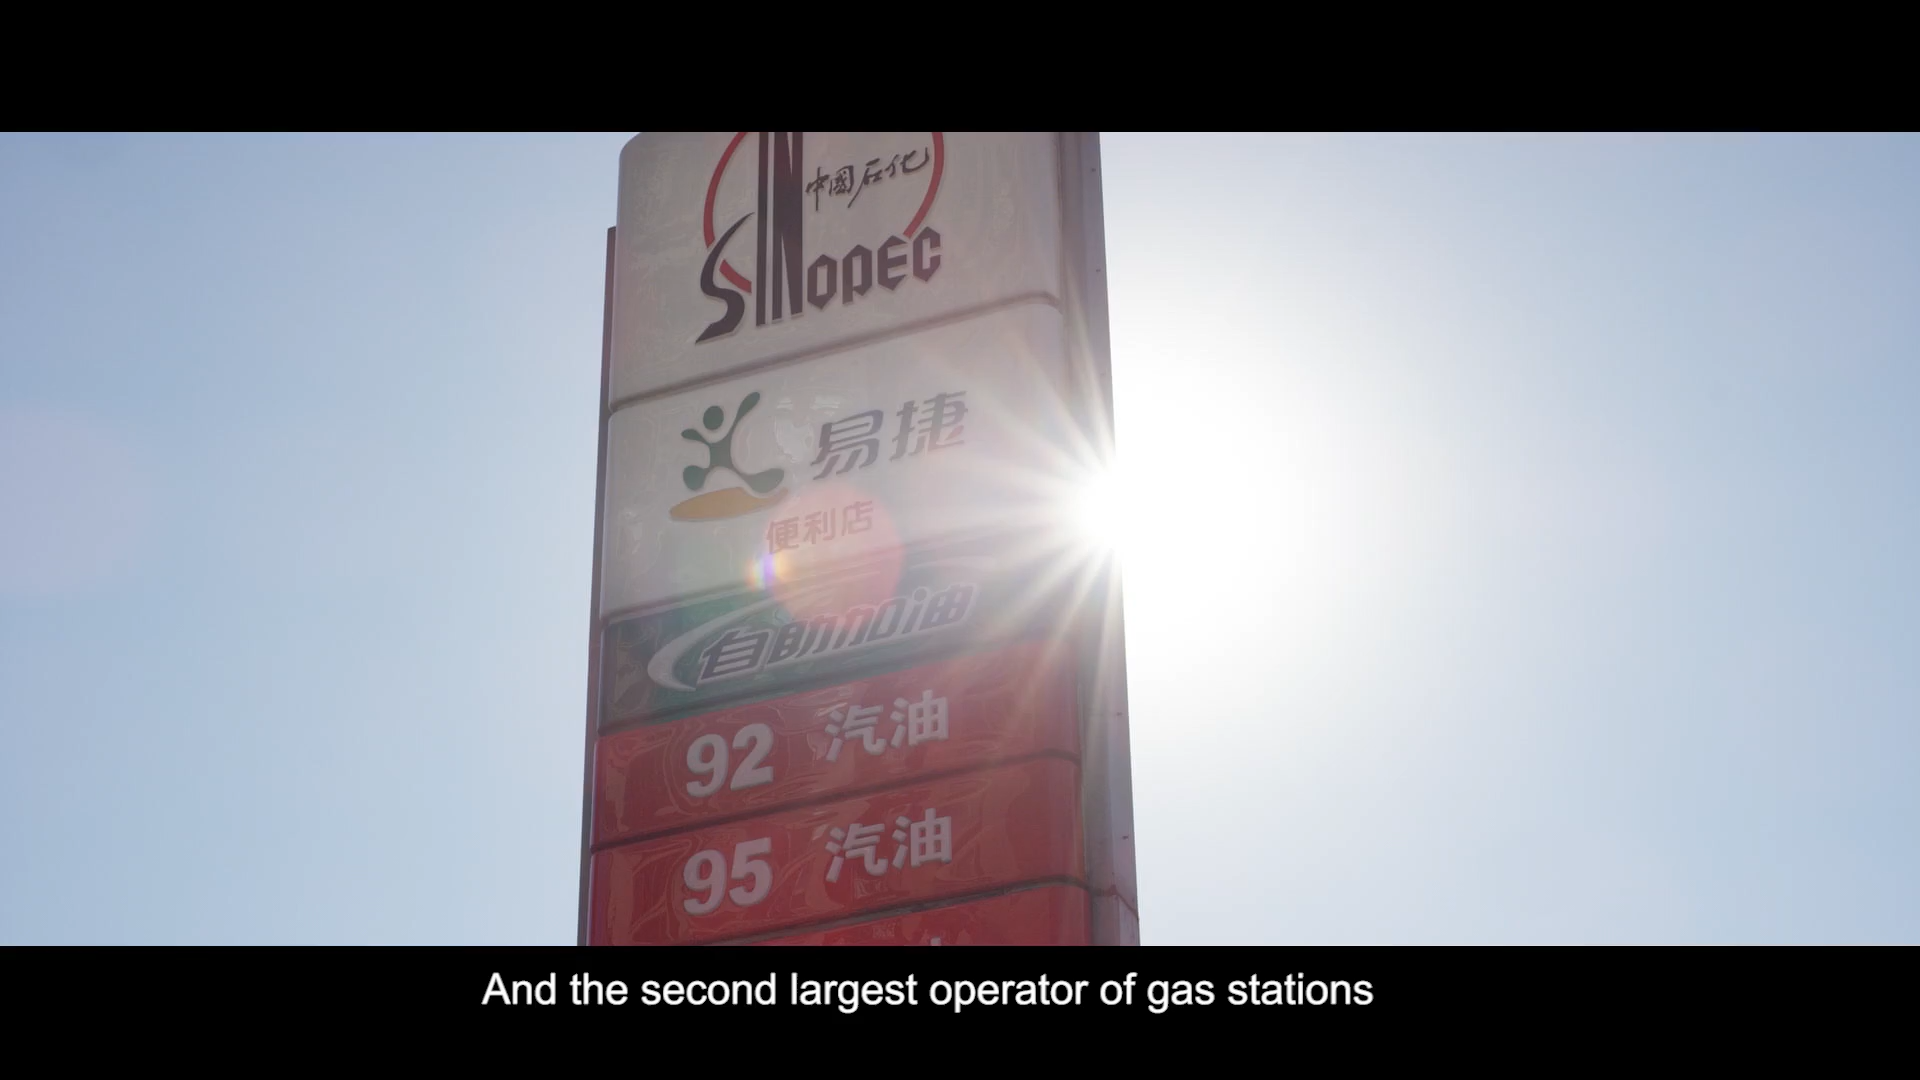 中國石化
SINOPEC
易捷
便利店
自助加油
92 汽油
95 汽油
And the second largest operator of gas stations